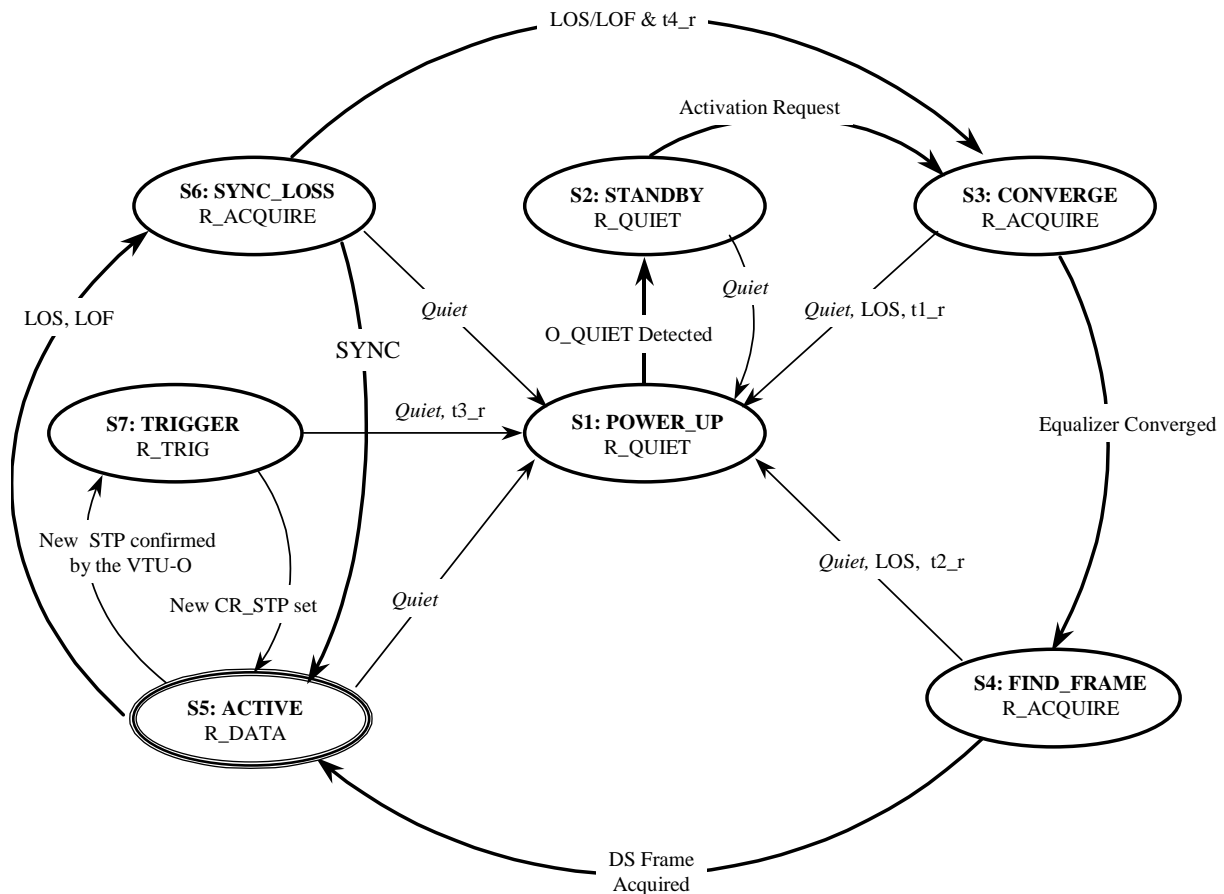 LOS/LOF & t4_r
Activation Request
S6: SYNC_LOSS
R_ACQUIRE
S2: STANDBY
R_QUIET
S3: CONVERGE
R_ACQUIRE
Quiet
Quiet
Quiet, LOS, t1_r
LOS, LOF
O_QUIET Detected
SYNC
S7: TRIGGER
R_TRIG
Quiet, t3_r
S1: POWER_UP
R_QUIET
Equalizer Converged
New STP confirmed
by the VTU-O
Quiet, LOS, t2_r
New CR_STP set
Quiet
S5: ACTIVE
R_DATA
S4: FIND_FRAME
R_ACQUIRE
DS Frame
Acquired